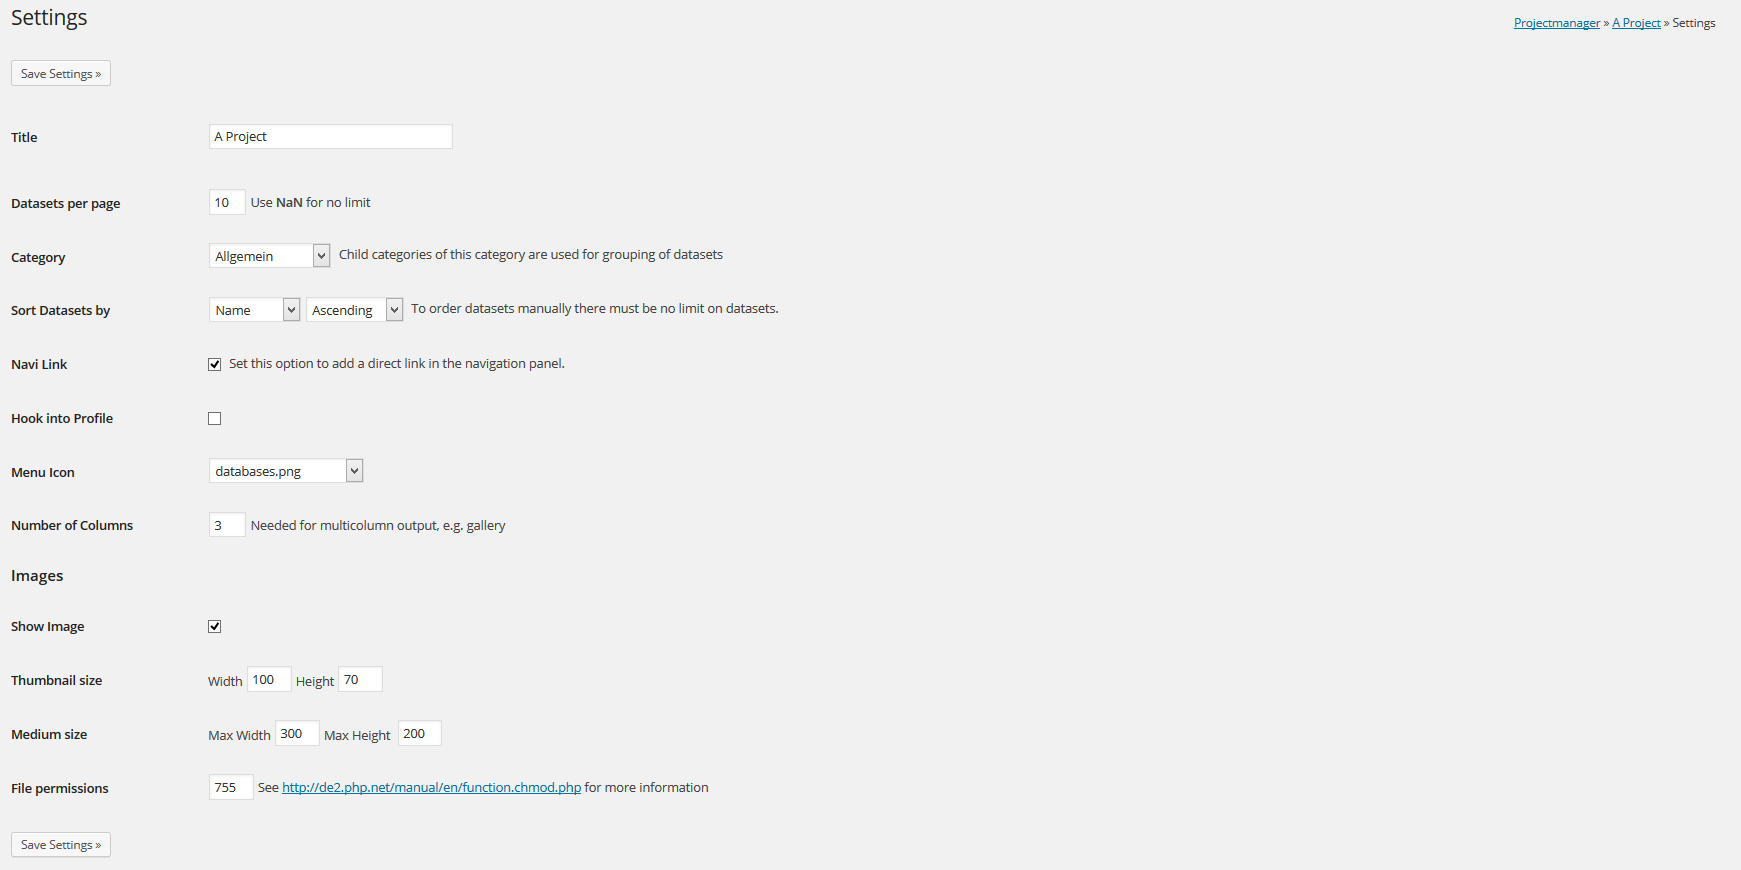 Settings
Projectmanager » A Project » Settings
Save Settings »
Title A Project
Datasets per page 10 Use NaN for no limit
Category Allgemein Child categories of this category are used for grouping of datasets
Sort Datasets by Name Ascending To order datasets manually there must be no limit on datasets.
Navi Link Set this option to add a direct link in the navigation panel.
Hook into Profile
Menu Icon databases.png
Number of Columns 3 Needed for multicolumn output, e.g. gallery
Images
Show Image
Thumbnail size Width 100 Height 70
Medium size Max Width 300 Max Height 200
File permissions 755 See http://de2.php.net/manual/en/function.chmod.php for more information
Save Settings »